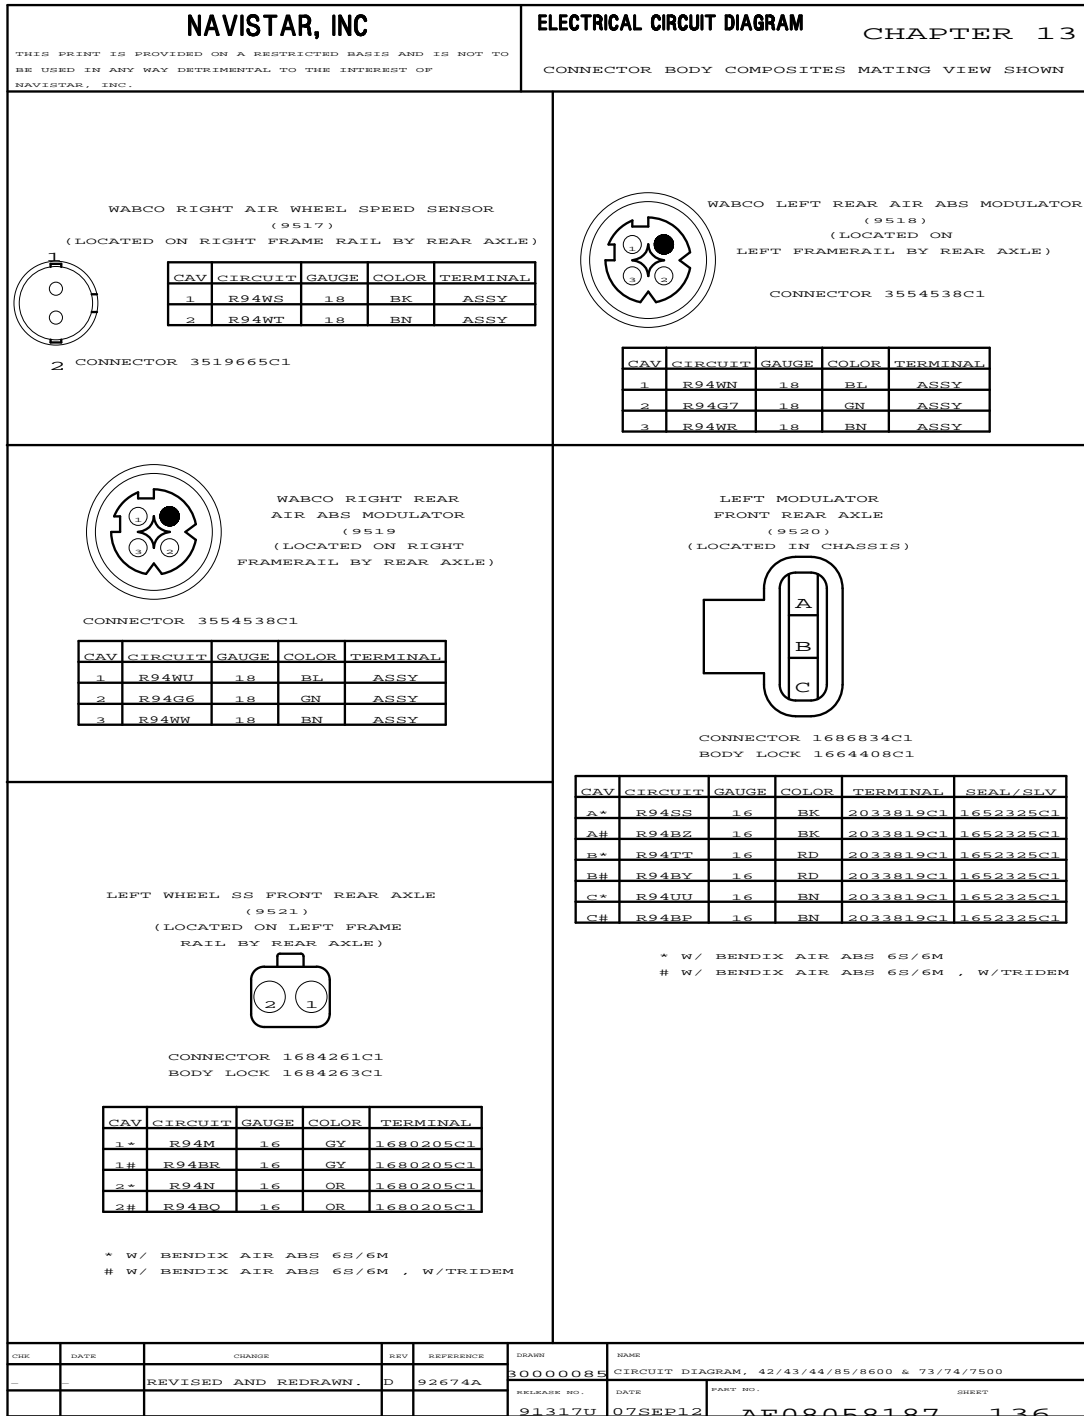 NAVISTAR, INC
THIS PRINT IS PROVIDED ON A RESTRICTED BASIS AND IS NOT TO
BE USED IN ANY WAY DETRIMENTAL TO THE INTEREST OF
NAVISTAR, INC.
ELECTRICAL CIRCUIT DIAGRAM CHAPTER 13
CONNECTOR BODY COMPOSITES MATING VIEW SHOWN
WABCO RIGHT AIR WHEEL SPEED SENSOR
(9517)
(LOCATED ON RIGHT FRAME RAIL BY REAR AXLE)
1
2
CAV CIRCUIT GAUGE COLOR TERMINAL
1 R94WS 18 BK ASSY
2 R94WT 18 BN ASSY
CONNECTOR 3519665C1
WABCO LEFT REAR AIR ABS MODULATOR
(9518)
(LOCATED ON
LEFT FRAMERAIL BY REAR AXLE)
1
3 2
CONNECTOR 3554538C1
CAV CIRCUIT GAUGE COLOR TERMINAL
1 R94WN 18 BL ASSY
2 R94G7 18 GN ASSY
3 R94WR 18 BN ASSY
WABCO RIGHT REAR
AIR ABS MODULATOR
(9519
(LOCATED ON RIGHT
FRAMERAIL BY REAR AXLE)
1
3 2
CONNECTOR 3554538C1
CAV CIRCUIT GAUGE COLOR TERMINAL
1 R94WU 18 BL ASSY
2 R94G6 18 GN ASSY
3 R94WW 18 BN ASSY
LEFT MODULATOR
FRONT REAR AXLE
(9520)
(LOCATED IN CHASSIS)
A
B
C
CONNECTOR 1686834C1
BODY LOCK 1664408C1
CAV CIRCUIT GAUGE COLOR TERMINAL SEAL/SLV
A* R94SS 16 BK 2033819C1 1652325C1
A# R94BZ 16 BK 2033819C1 1652325C1
B* R94TT 16 RD 2033819C1 1652325C1
B# R94BY 16 RD 2033819C1 1652325C1
C* R94UU 16 BN 2033819C1 1652325C1
C# R94BP 16 BN 2033819C1 1652325C1
* W/ BENDIX AIR ABS 6S/6M
# W/ BENDIX AIR ABS 6S/6M , W/TRIDEM
LEFT WHEEL SS FRONT REAR AXLE
(9521)
(LOCATED ON LEFT FRAME
RAIL BY REAR AXLE)
2 1
CONNECTOR 1684261C1
BODY LOCK 1684263C1
CAV CIRCUIT GAUGE COLOR TERMINAL
1* R94M 16 GY 1680205C1
1# R94BR 16 GY 1680205C1
2* R94N 16 OR 1680205C1
2# R94BQ 16 OR 1680205C1
* W/ BENDIX AIR ABS 6S/6M
# W/ BENDIX AIR ABS 6S/6M , W/TRIDEM
CHK DATE CHANGE REV REFERENCE
- - REVISED AND REDRAWN. D 92674A
DRAWN
30000085
NAME
CIRCUIT DIAGRAM, 42/43/44/85/8600 & 73/74/7500
RELEASE NO. DATE PART NO. SHEET
91317U 07SEP12 AF08058187 136